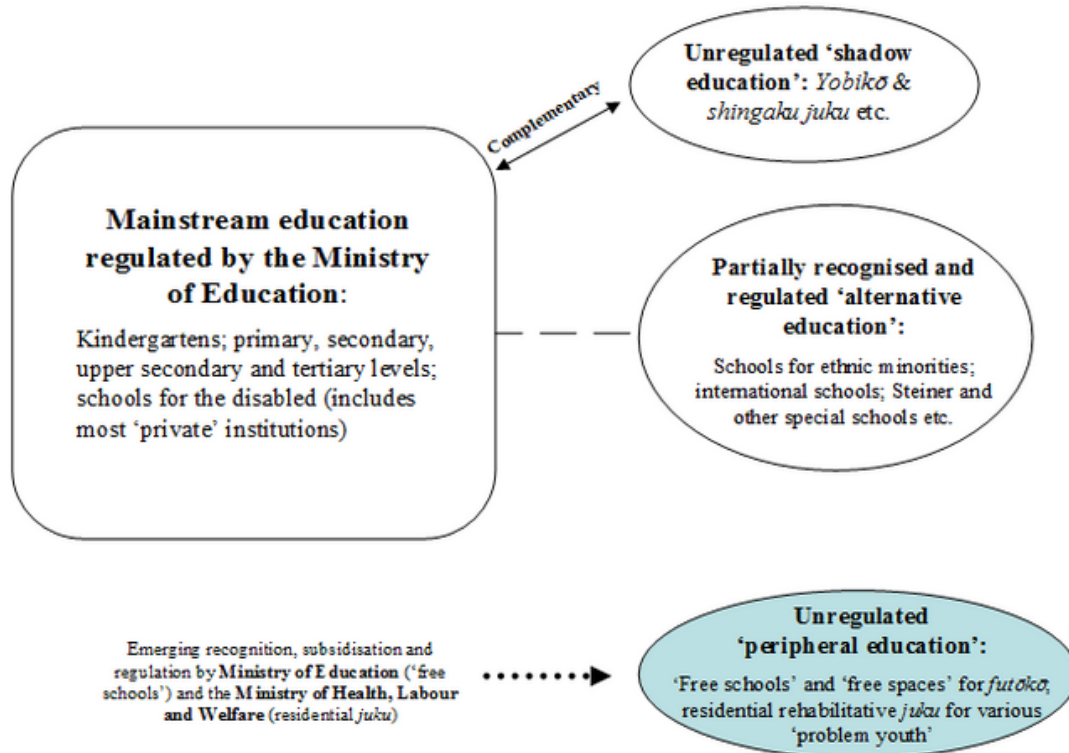 Unregulated ‘shadow
education’: Yobikō &
shingaku juku etc.
Complementary
Mainstream education
regulated by the Ministry
of Education:
Kindergartens; primary, secondary,
upper secondary and tertiary levels;
schools for the disabled (includes
most ‘private’ institutions)
Partially recognised and
regulated ‘alternative
education’:
Schools for ethnic minorities;
international schools; Steiner and
other special schools etc.
Emerging recognition, subsidisation and
regulation by Ministry of Education (‘free
schools’) and the Ministry of Health, Labour
and Welfare (residential juku)
Unregulated
‘peripheral education’:
‘Free schools’ and ‘free spaces’ for futōkō;
residential rehabilitative juku for various
‘problem youth’